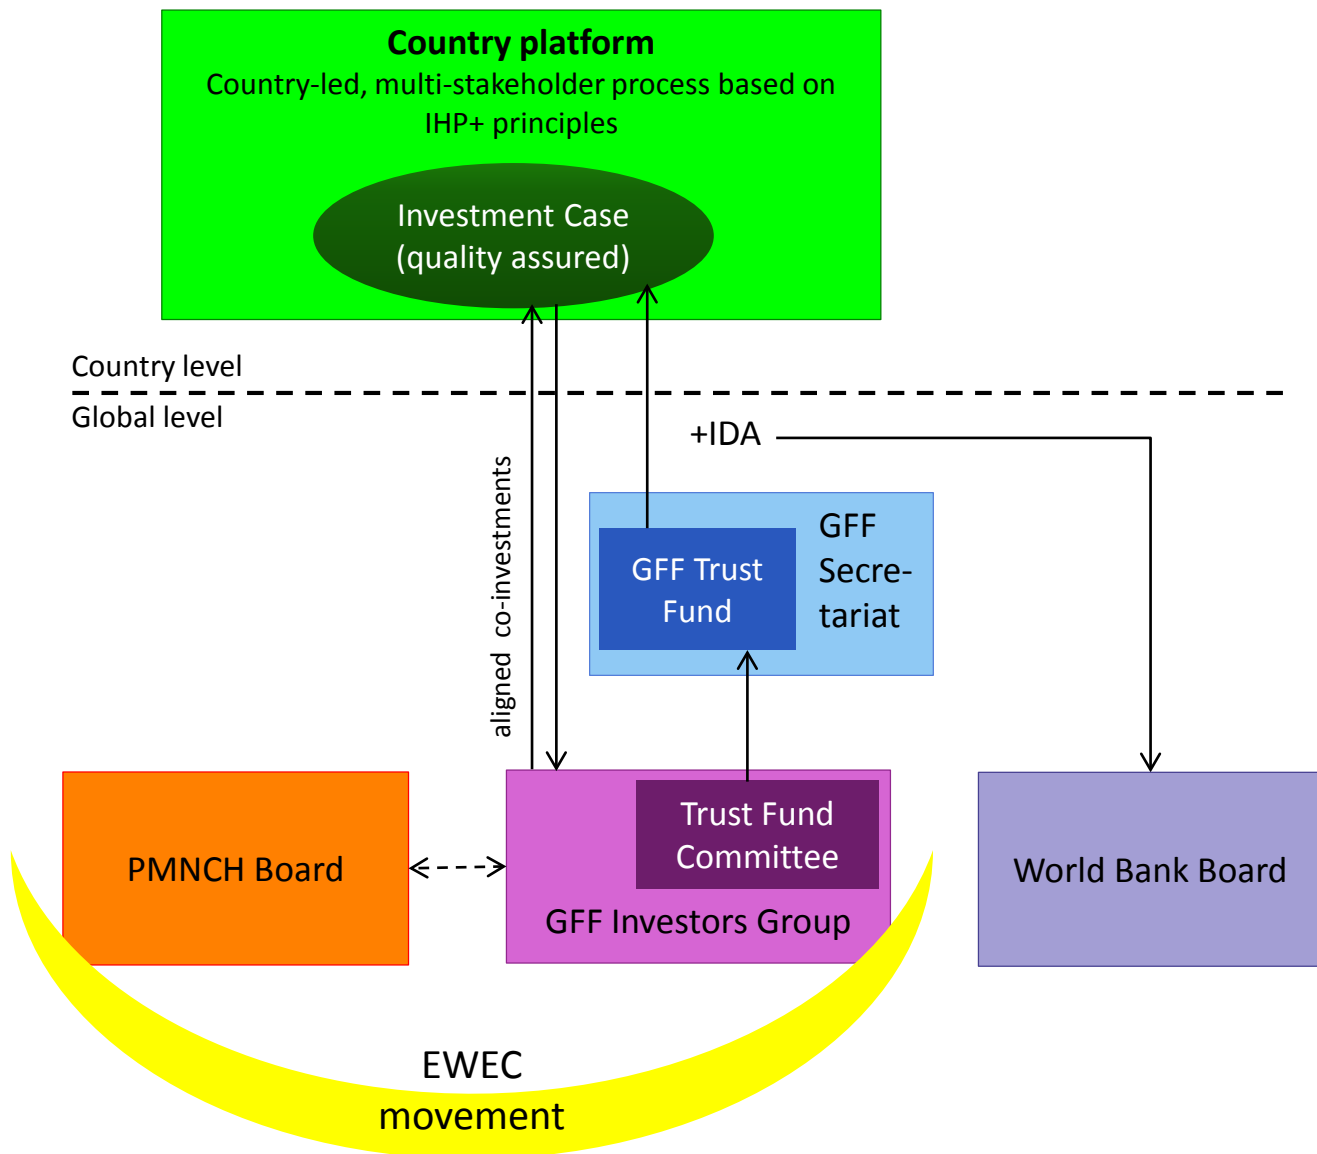 Country platform
Country-led, multi-stakeholder process based on
IHP+ principles
Investment Case
(quality assured)
Country level
Global level
+IDA
aligned co-investments
GFF
Secre-
tariat
GFF Trust
Fund
Trust Fund
Committee
GFF Investors Group
PMNCH Board
World Bank Board
EWEC
movement